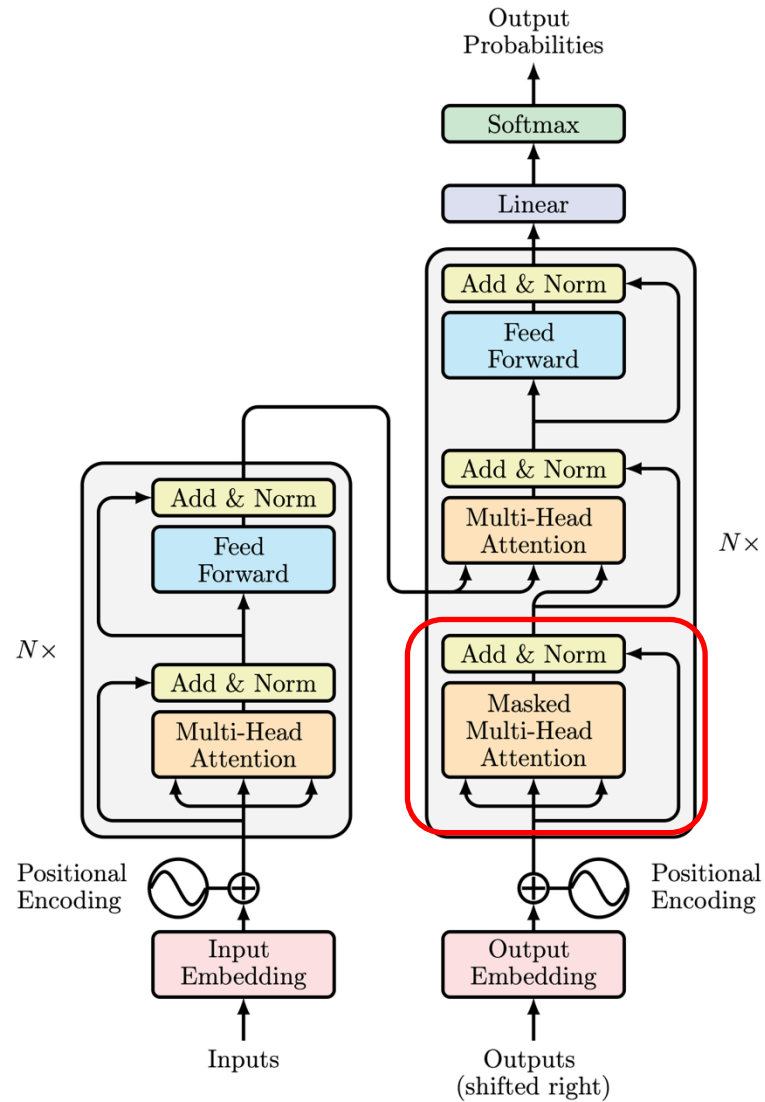 Output
Probabilities
Softmax
Linear
Add & Norm
Feed
Forward
Add & Norm
Multi-Head
Attention
N×
Add & Norm
Masked
Multi-Head
Attention
Add & Norm
Feed
Forward
N×
Add & Norm
Multi-Head
Attention
Positional
Encoding
Positional
Encoding
Input
Embedding
Output
Embedding
Inputs
Outputs
(shifted right)